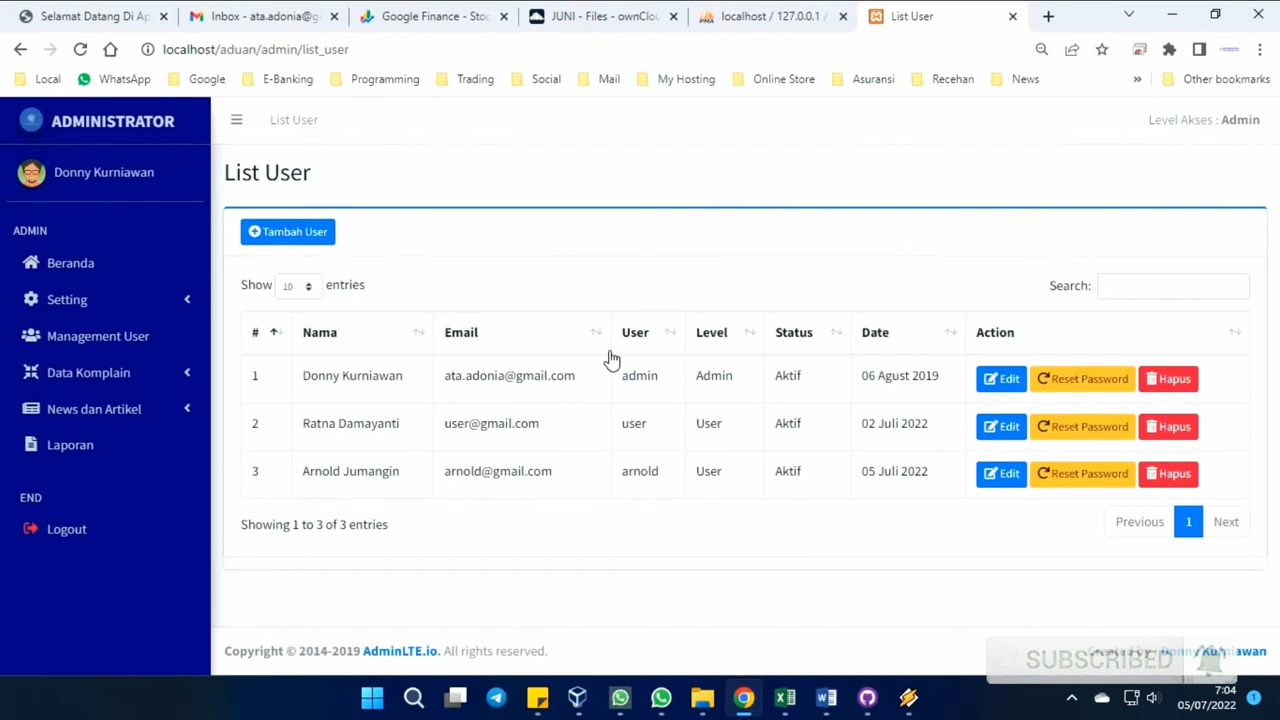 Selamat Datang Di Ap
Inbox - ata.adonia@g
Google Finance - Stoc
JUNI - Files - ownClou
localhost / 127.0.0.1 /
List User
localhost/aduan/admin/list_user
Local
WhatsApp
Google
E-Banking
Programming
Trading
Social
Mail
My Hosting
Online Store
Asuransi
Recehan
News
»
Other bookmarks
ADMINISTRATOR
List User
Level Akses : Admin
Donny Kurniawan
List User
ADMIN
Beranda
Setting
Management User
Data Komplain
News dan Artikel
Laporan
END
Logout
Tambah User
Show 10 entries
Search:
# Nama Email User Level Status Date Action
1 Donny Kurniawan ata.adonia@gmail.com admin Admin Aktif 06 Agust 2019 Edit Reset Password Hapus
2 Ratna Damayanti user@gmail.com user User Aktif 02 Juli 2022 Edit Reset Password Hapus
3 Arnold Jumangin arnold@gmail.com arnold User Aktif 05 Juli 2022 Edit Reset Password Hapus
Showing 1 to 3 of 3 entries
Previous 1 Next
Copyright © 2014-2019 AdminLTE.io. All rights reserved.
Donny Kurniawan
SUBSCRIBED
7:04
05/07/2022
1